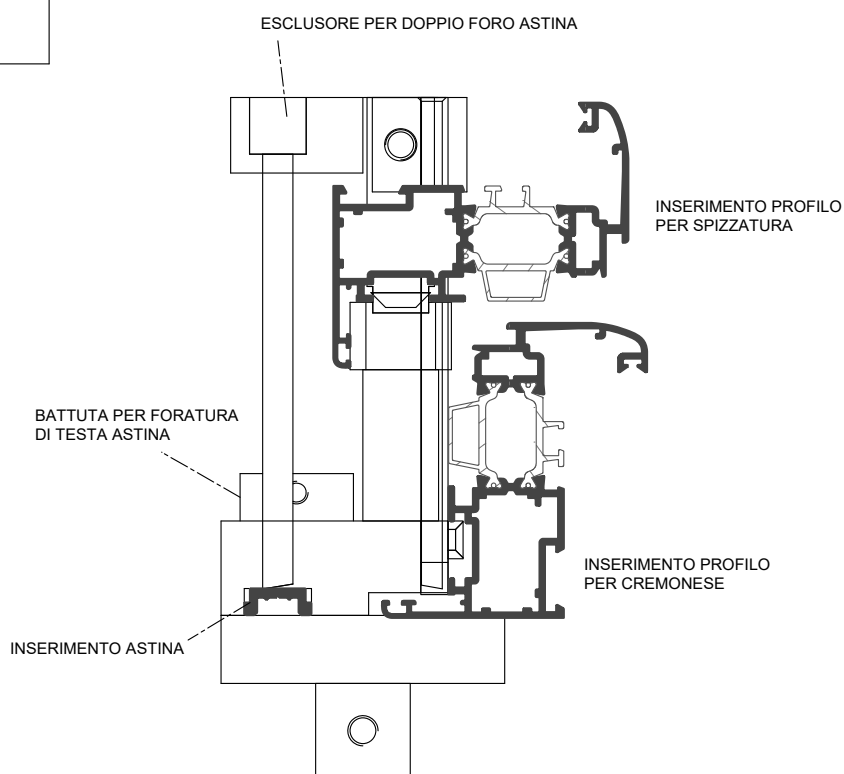 ESCLUSORE PER DOPPIO FORO ASTINA
INSERIMENTO PROFILO
PER SPIZZATURA
BATTUTA PER FORATURA
DI TESTA ASTINA
INSERIMENTO PROFILO
PER CREMONESE
INSERIMENTO ASTINA